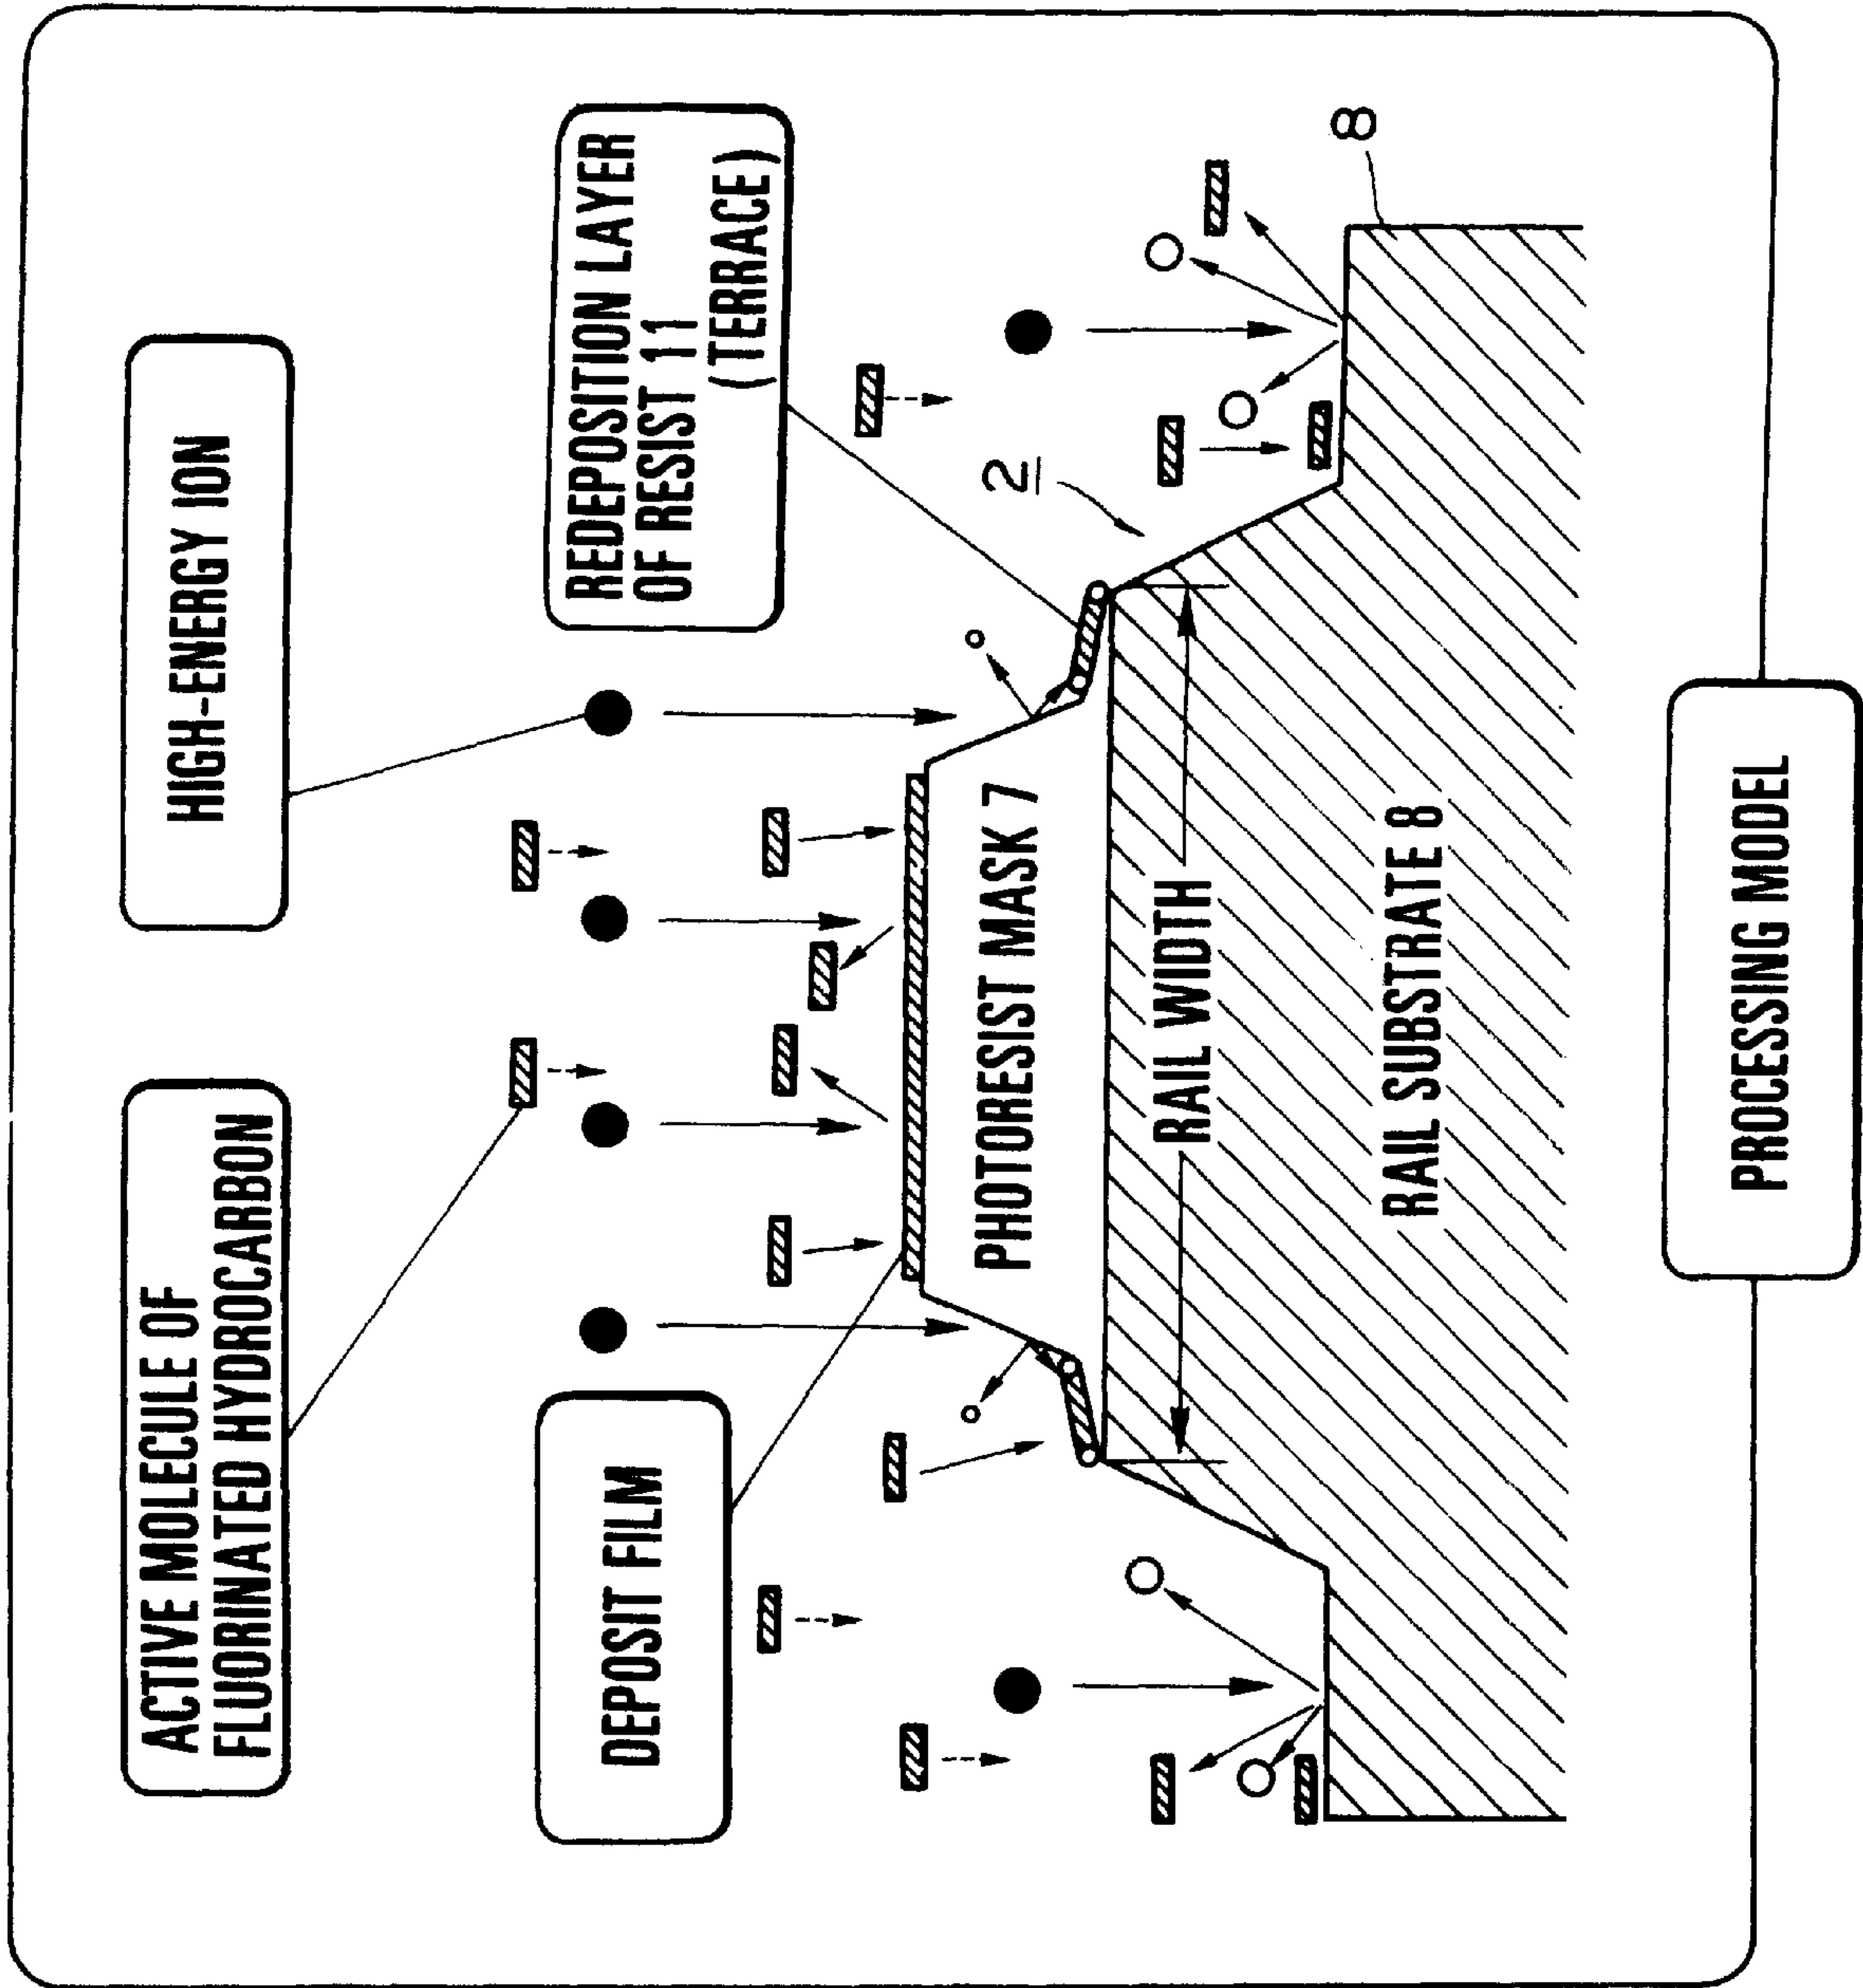 ACTIVE MOLECULE OF
FLUORINATED HYDROCARBON
HIGH-ENERGY ION
DEPOSIT FILM
REDEPOSITION LAYER
OF RESIST 11
(TERRACE)
2
PHOTORESIST MASK 7
RAIL WIDTH
8
RAIL SUBSTRATE 8
PROCESSING MODEL